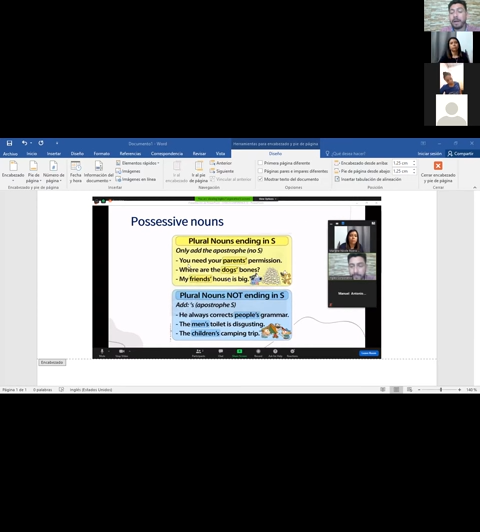 Documento1 - Word
Herramientas para encabezado y pie de página
Archivo Inicio Insertar Diseño Formato Referencias Correspondencia Revisar Vista Diseño ¿Qué desea hacer? Iniciar sesión Compartir
Encabezado Pie de página Número de página Fecha y hora Información del documento Elementos rápidos Imágenes Imágenes en línea
Ir al encabezado Ir al pie de página Anterior Siguiente Vincular al anterior
Primera página diferente
Páginas pares e impares diferentes
Mostrar texto del documento
Encabezado desde arriba: 1,25 cm
Pie de página desde abajo: 1,25 cm
Insertar tabulación de alineación
Cerrar encabezado y pie de página
Encabezado y pie de página Insertar Navegación Opciones Posición Cerrar
Possessive nouns
Plural Nouns ending in S
Only add the apostrophe (no S)
- You need your parents' permission.
- Where are the dogs' bones?
- My friends' house is big.
Plural Nouns NOT ending in S
Add: 's (apostrophe S)
- He always corrects people's grammar.
- The men's toilet is disgusting.
- The children's camping trip.
Manuel Antonio...
Encabezado
Página 1 de 1 0 palabras Inglés (Estados Unidos) 140 %